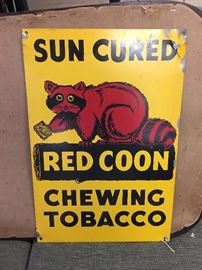 SUN CURED
RED COON
CHEWING
TOBACCO